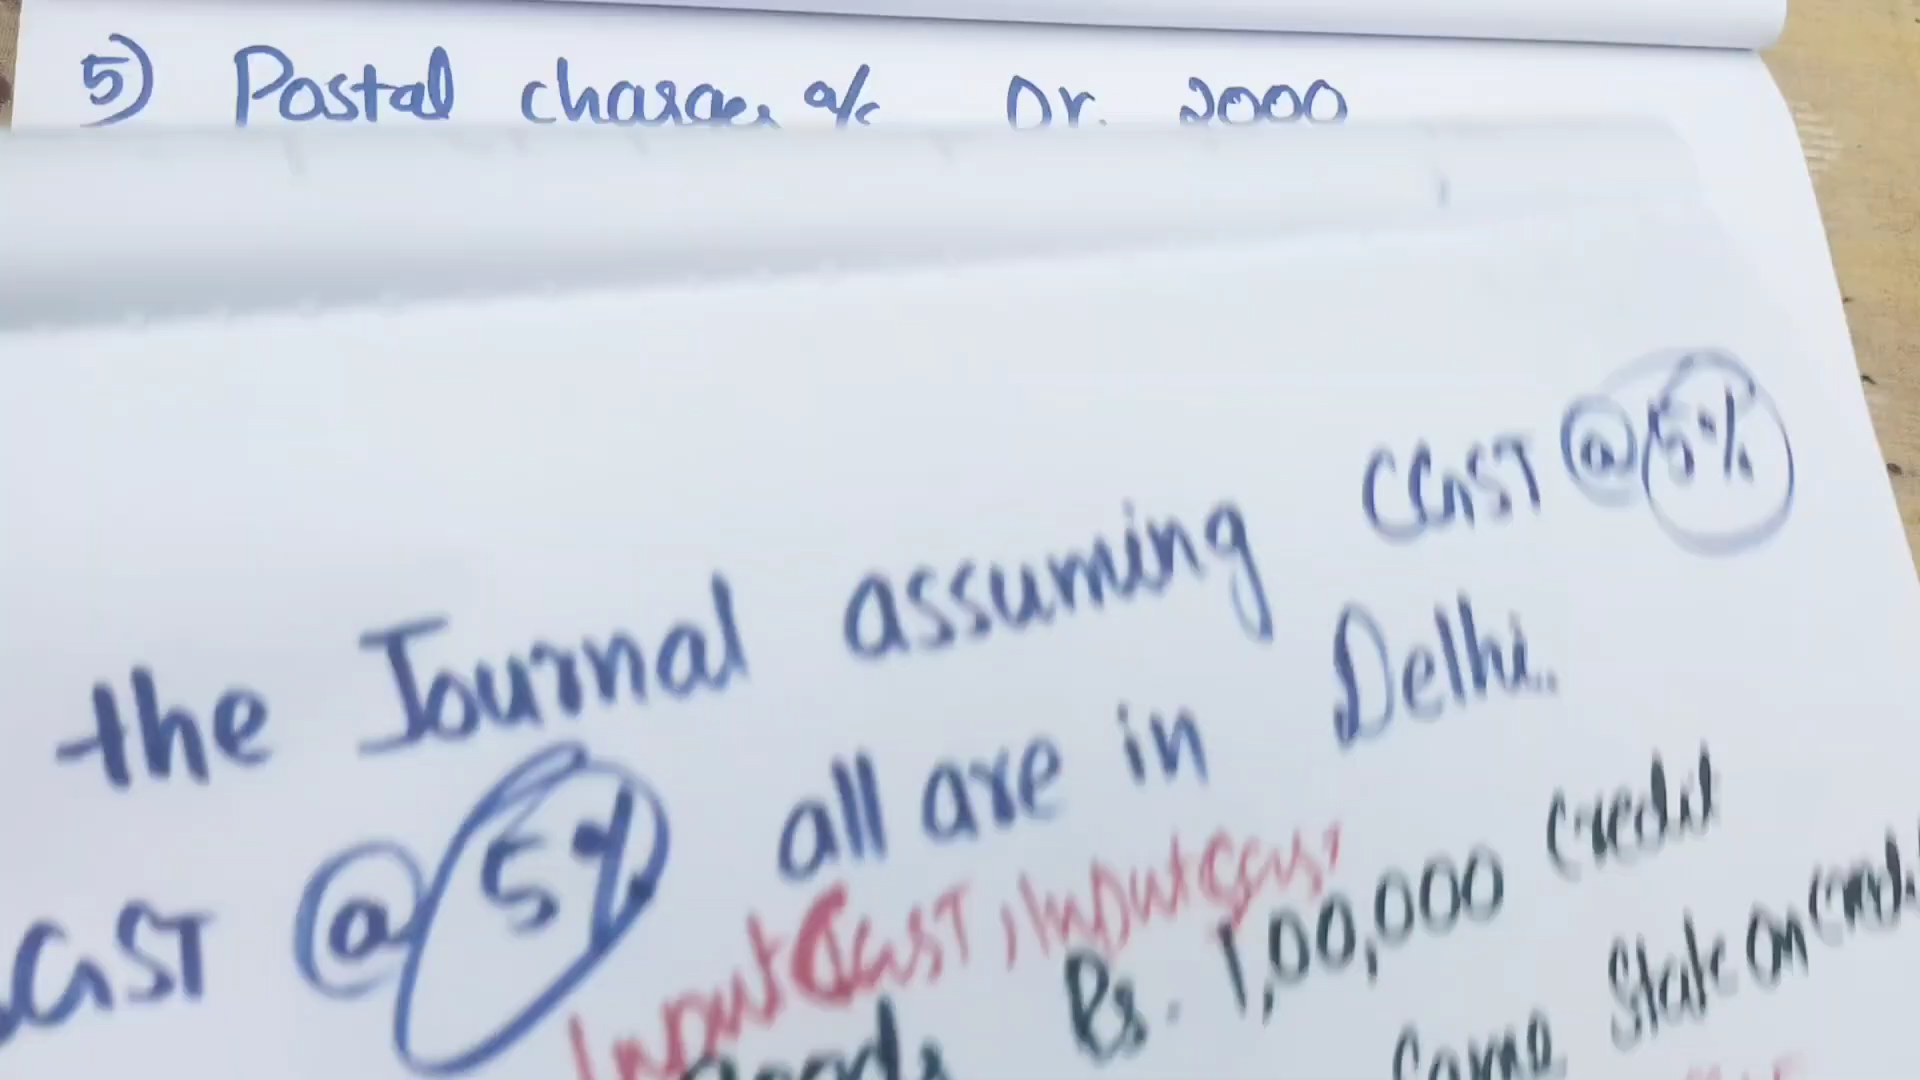 5) Postal charges a/c Dr. 2000
the Journal assuming CGST @ 5%
GST @ 5% all are in Delhi.
Input CGST, Input SGST
goods Rs. 1,00,000 credit
Same State on credit